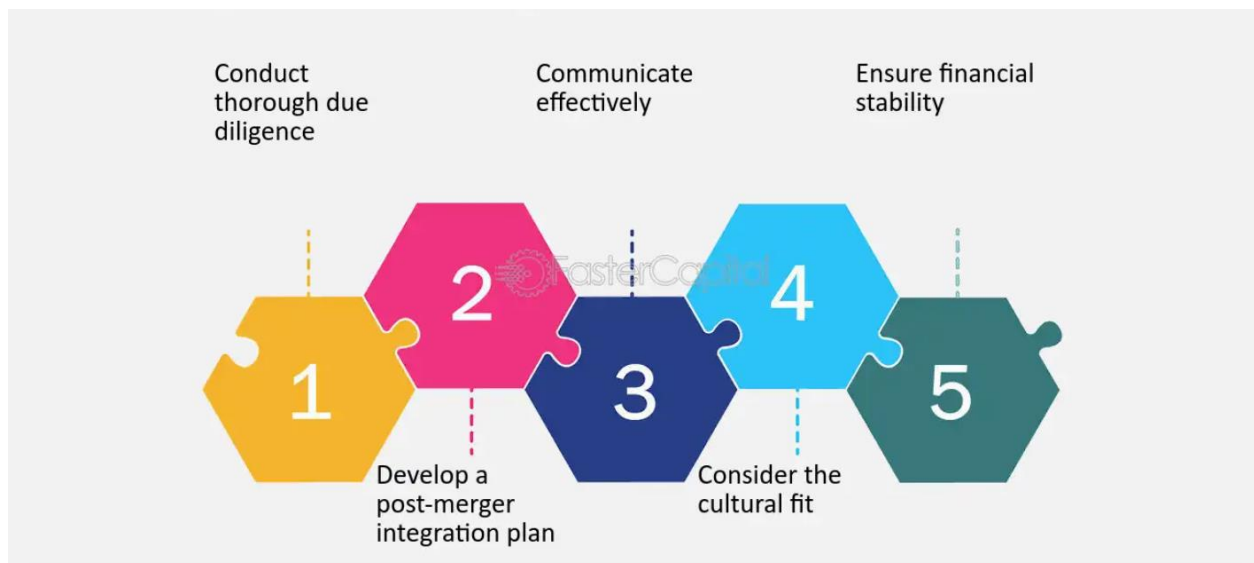 Conduct
thorough due
diligence
Communicate
effectively
Ensure financial
stability
FasterCapital
1
2
3
4
5
Develop a
post-merger
integration plan
Consider the
cultural fit